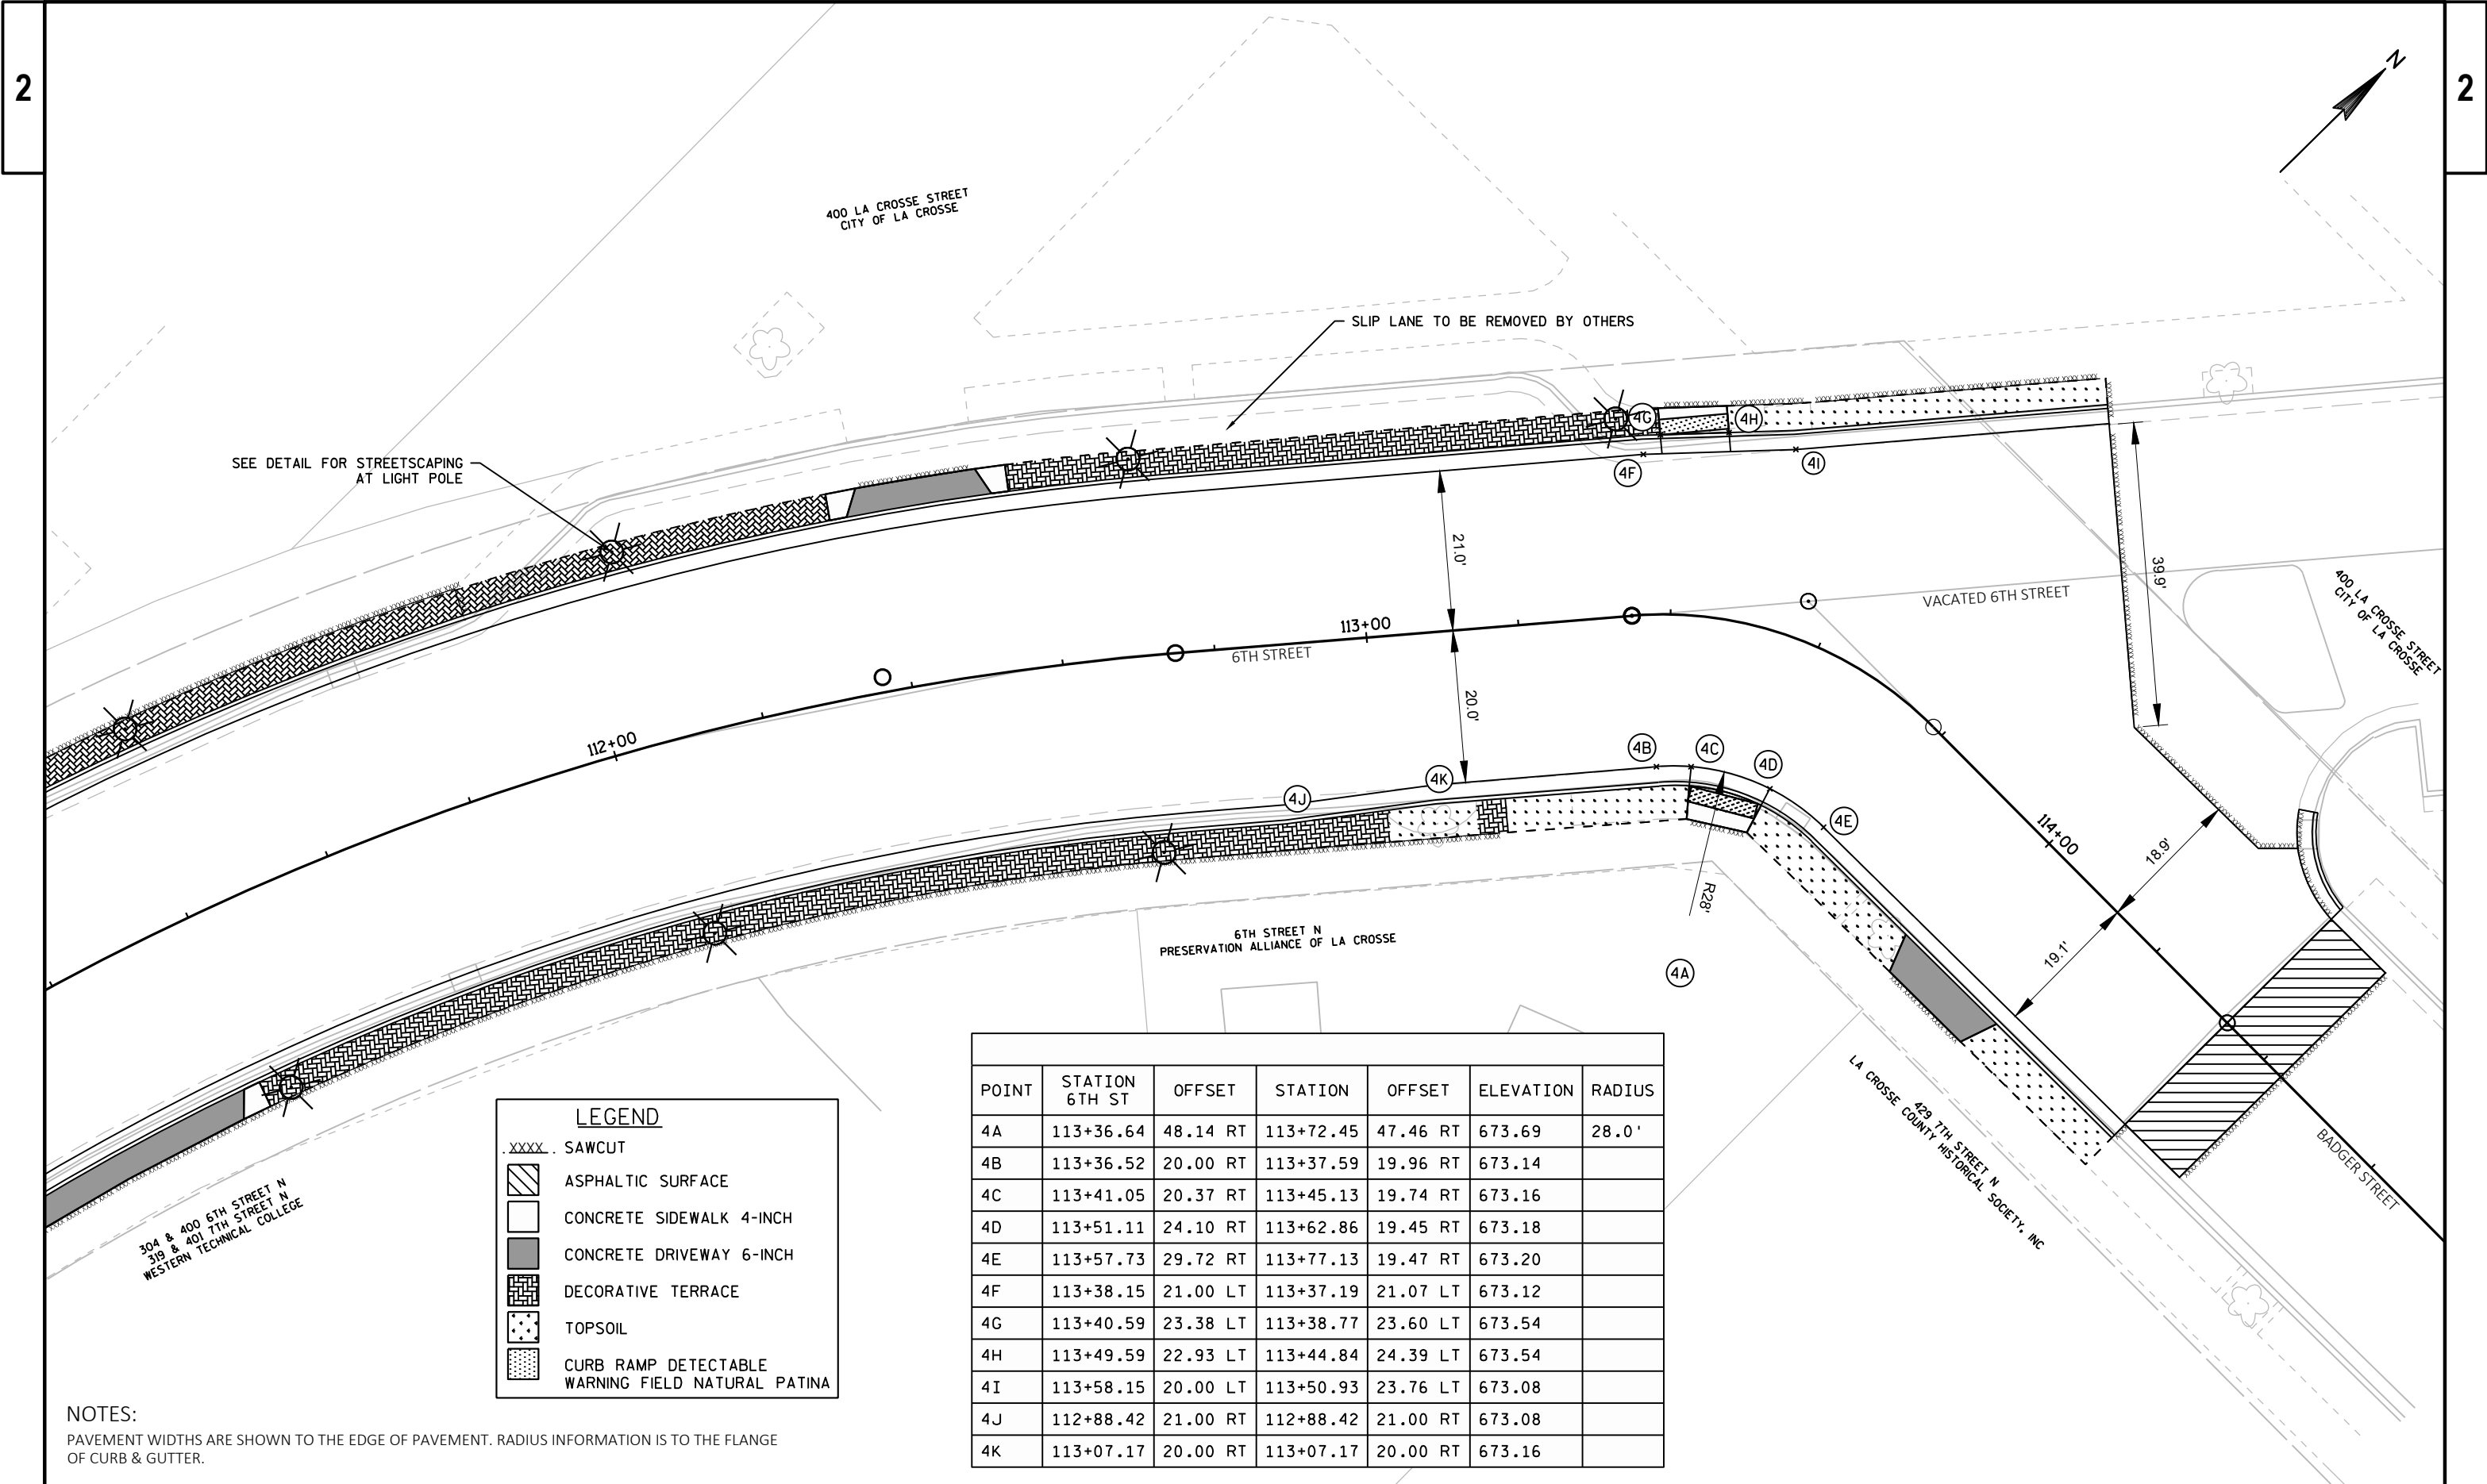 2
2
N
400 LA CROSSE STREET
CITY OF LA CROSSE
SLIP LANE TO BE REMOVED BY OTHERS
SEE DETAIL FOR STREETSCAPING
AT LIGHT POLE
4G
4H
4F
4I
21.0'
39.9'
400 LA CROSSE STREET
CITY OF LA CROSSE
VACATED 6TH STREET
113+00
6TH STREET
20.0'
112+00
4B
4C
4D
4K
4J
4E
114+00
18.9'
R28'
19.1'
6TH STREET N
PRESERVATION ALLIANCE OF LA CROSSE
4A
429 7TH STREET N
LA CROSSE COUNTY HISTORICAL SOCIETY, INC
BADGER STREET
304 & 400 6TH STREET N
319 & 401 7TH STREET N
WESTERN TECHNICAL COLLEGE
LEGEND
XXXX SAWCUT
ASPHALTIC SURFACE
CONCRETE SIDEWALK 4-INCH
CONCRETE DRIVEWAY 6-INCH
DECORATIVE TERRACE
TOPSOIL
CURB RAMP DETECTABLE
WARNING FIELD NATURAL PATINA
POINT STATION 6TH ST OFFSET STATION OFFSET ELEVATION RADIUS
4A 113+36.64 48.14 RT 113+72.45 47.46 RT 673.69 28.0'
4B 113+36.52 20.00 RT 113+37.59 19.96 RT 673.14
4C 113+41.05 20.37 RT 113+45.13 19.74 RT 673.16
4D 113+51.11 24.10 RT 113+62.86 19.45 RT 673.18
4E 113+57.73 29.72 RT 113+77.13 19.47 RT 673.20
4F 113+38.15 21.00 LT 113+37.19 21.07 LT 673.12
4G 113+40.59 23.38 LT 113+38.77 23.60 LT 673.54
4H 113+49.59 22.93 LT 113+44.84 24.39 LT 673.54
4I 113+58.15 20.00 LT 113+50.93 23.76 LT 673.08
4J 112+88.42 21.00 RT 112+88.42 21.00 RT 673.08
4K 113+07.17 20.00 RT 113+07.17 20.00 RT 673.16
NOTES:
PAVEMENT WIDTHS ARE SHOWN TO THE EDGE OF PAVEMENT. RADIUS INFORMATION IS TO THE FLANGE
OF CURB & GUTTER.